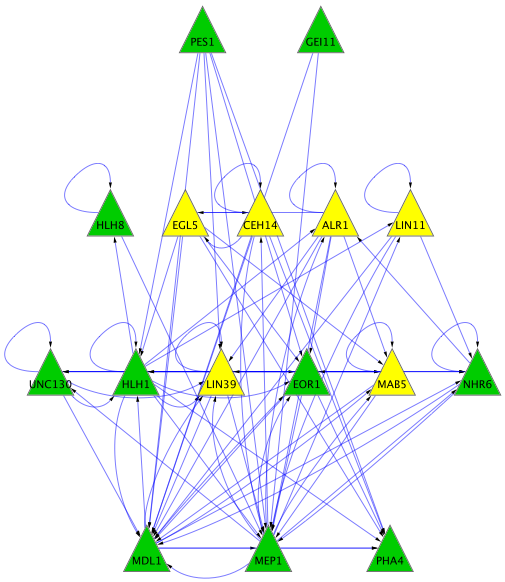 PES1 GEI11
HLH8 EGL5 CEH14 ALR1 LIN11
UNC130 HLH1 LIN39 EOR1 MAB5 NHR6
MDL1 MEP1 PHA4